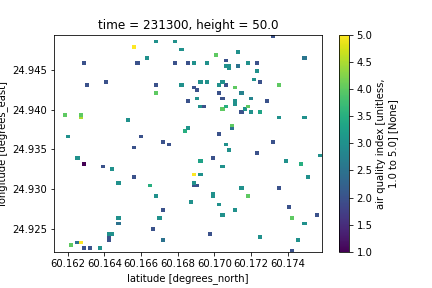 time = 231300, height = 50.0
24.945
24.940
24.935
24.930
24.925
longitude [degrees_east]
60.162 60.164 60.166 60.168 60.170 60.172 60.174
latitude [degrees_north]
5.0
4.5
4.0
3.5
3.0
2.5
2.0
1.5
1.0
air quality index [unitless,
1.0 to 5.0] [None]